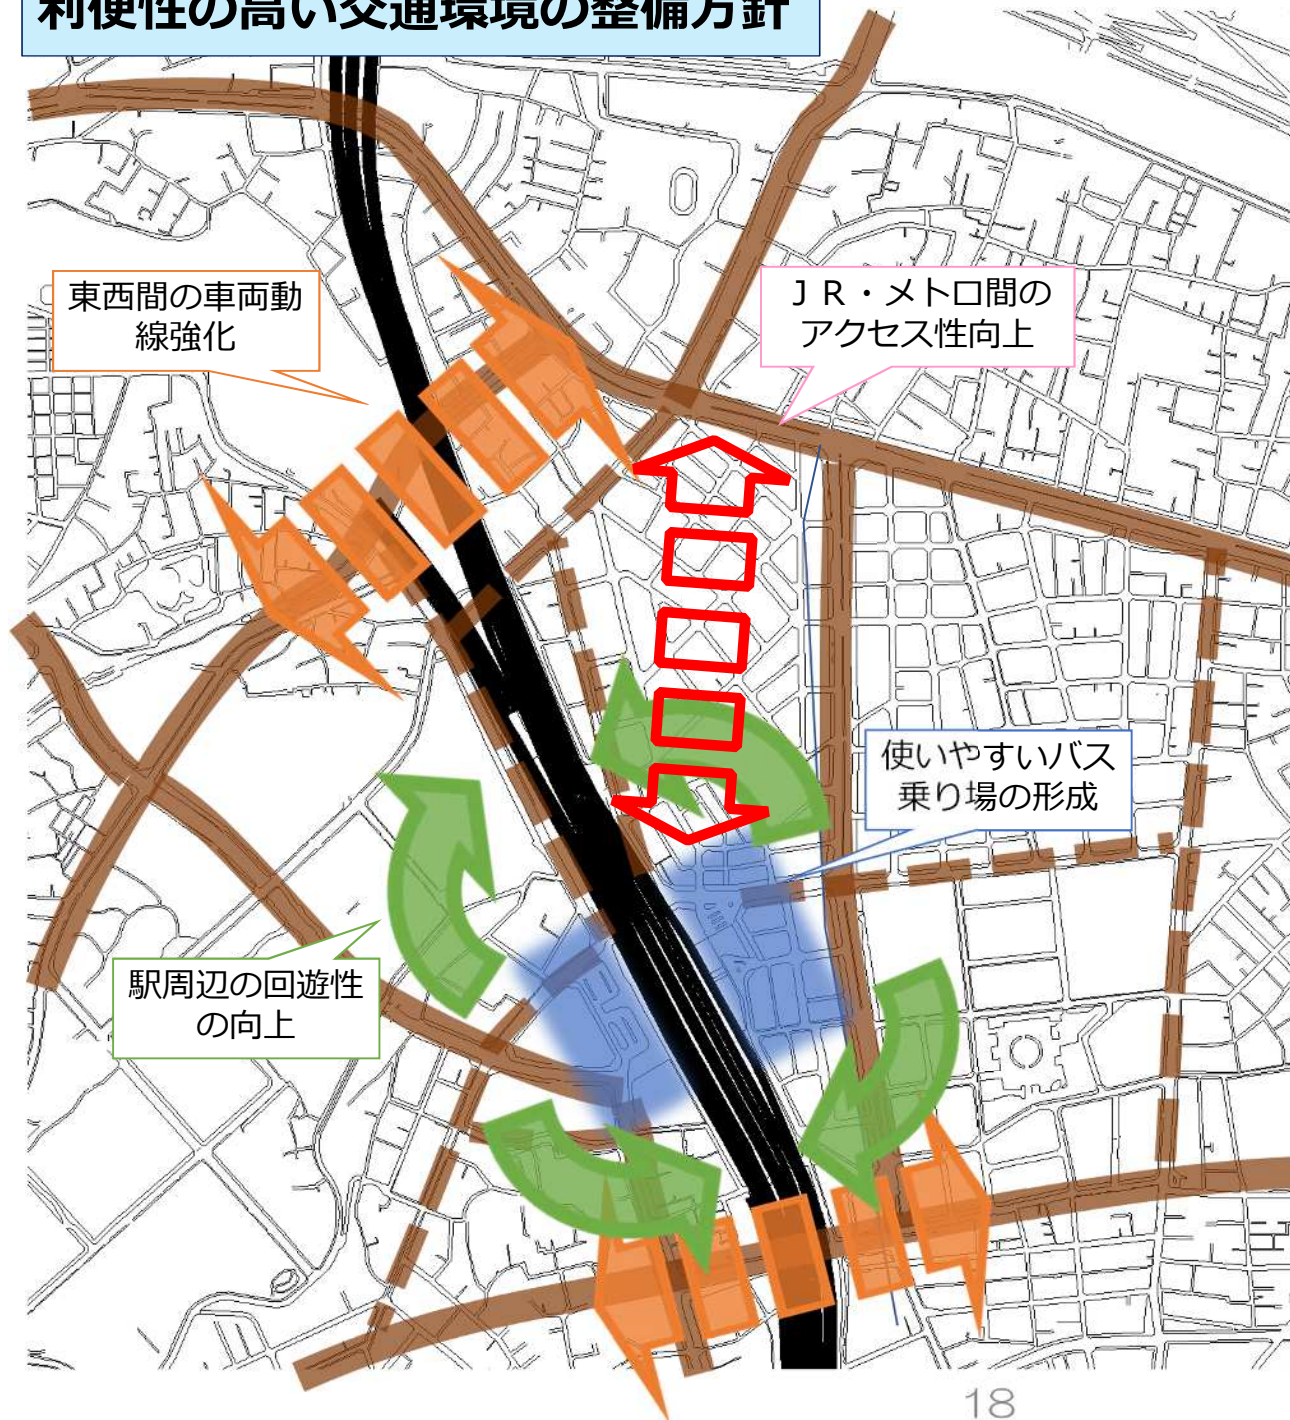 利便性の高い交通環境の整備方針
東西間の車両動
線強化
ＪＲ・メトロ間の
アクセス性向上
使いやすいバス
乗り場の形成
駅周辺の回遊性
の向上
18